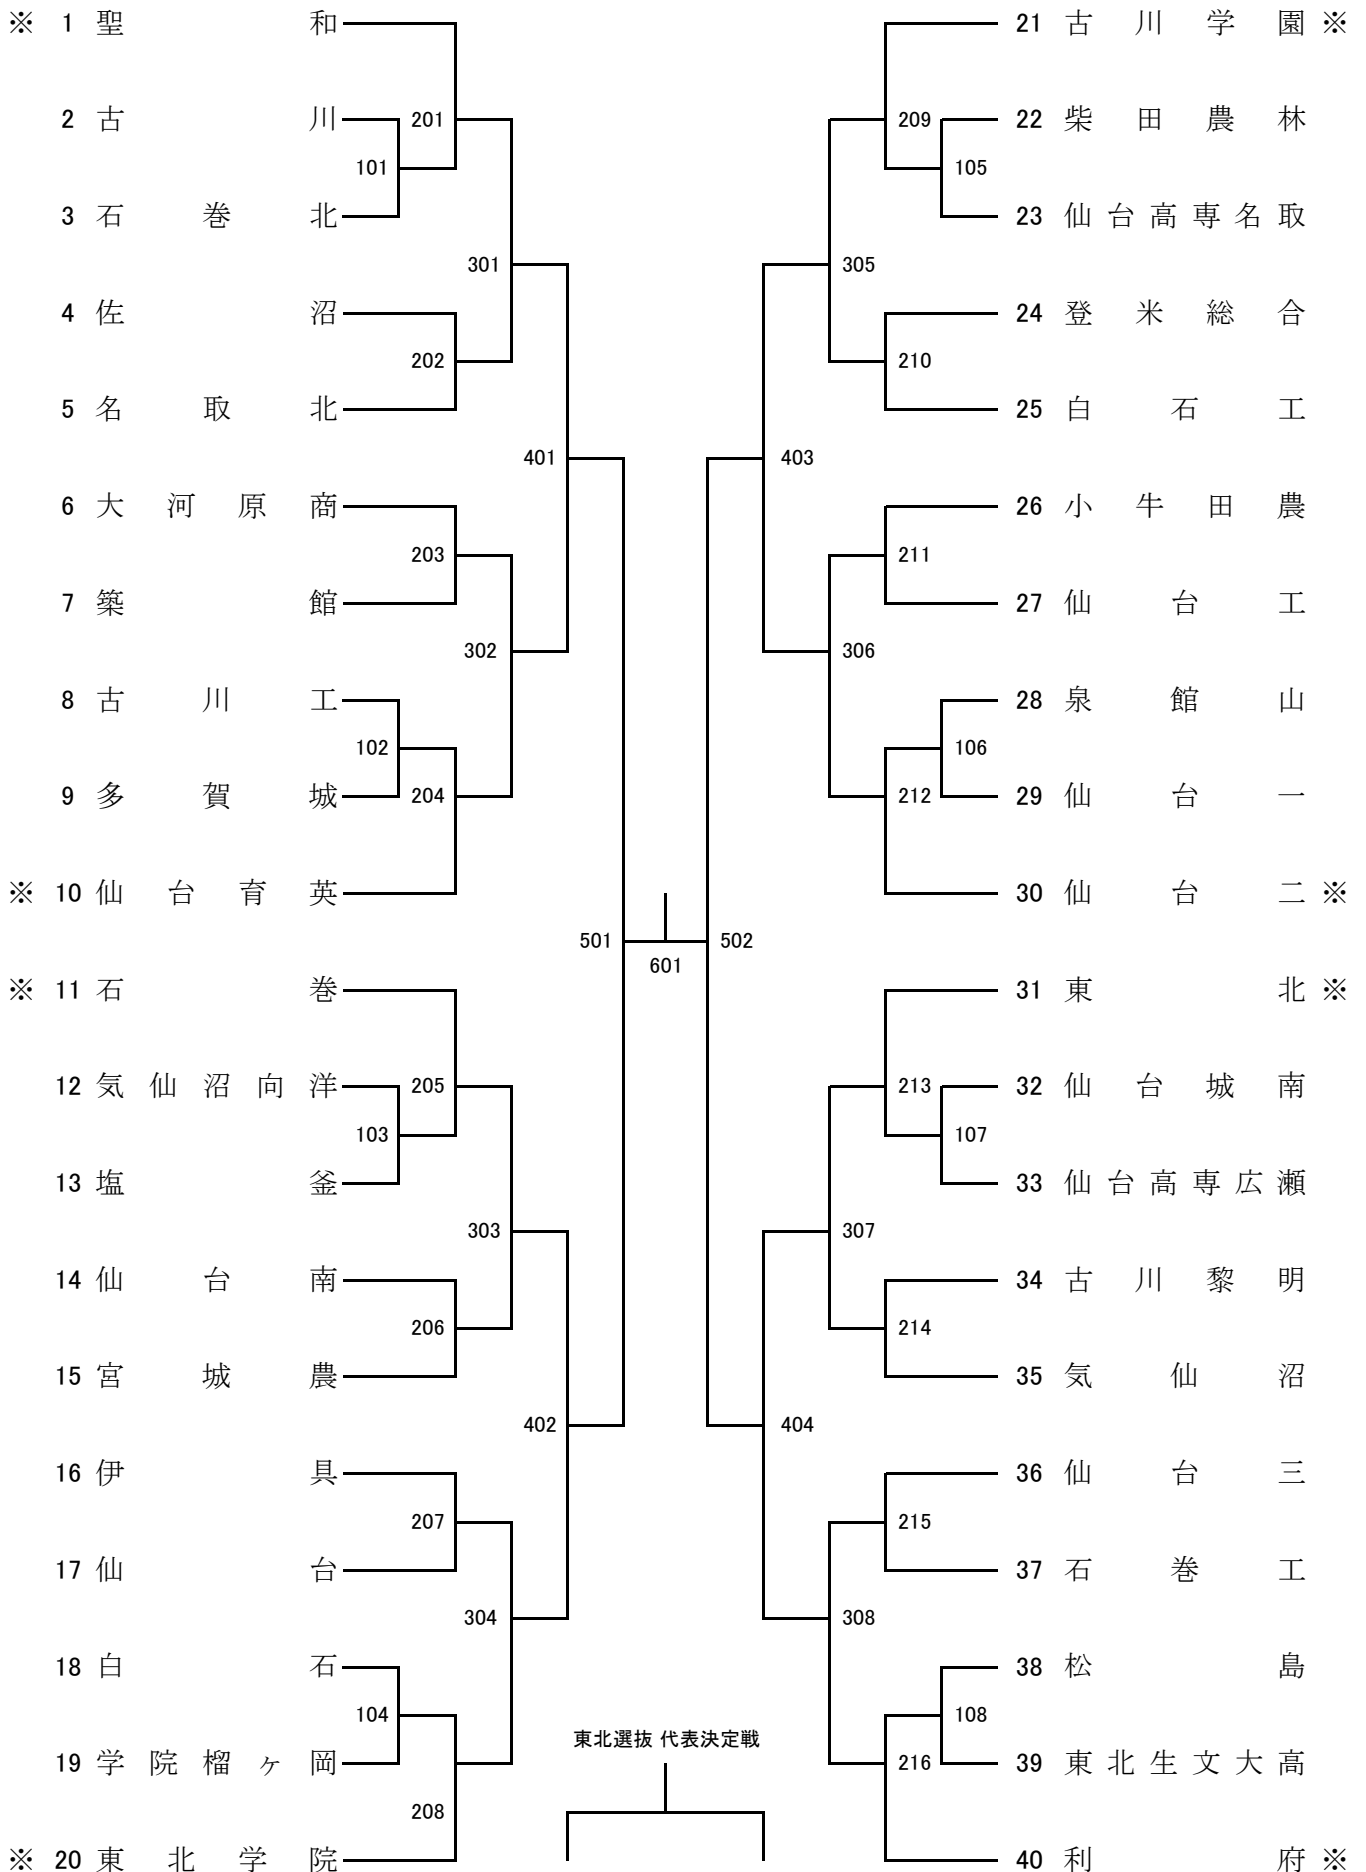 ※ 1 聖和
2 古川
201
101
3 石巻北
301
4 佐沼
202
5 名取北
401
6 大河原商
203
7 築館
302
8 古川工
102
9 多賀城
204
※ 10 仙台育英
501
※ 11 石巻
12 気仙沼向洋
205
103
13 塩釜
303
14 仙台南
206
15 宮城農
402
16 伊具
207
17 仙台
304
18 白石
104
19 学院榴ヶ岡
208
※ 20 東北学院
601
東北選抜 代表決定戦
21 古川学園 ※
209
22 柴田農林
105
23 仙台高専名取
305
24 登米総合
210
25 白石工
403
26 小牛田農
211
27 仙台工
306
28 泉館山
106
212
29 仙台一
30 仙台二 ※
502
31 東北 ※
213
32 仙台城南
107
33 仙台高専広瀬
307
34 古川黎明
214
35 気仙沼
404
36 仙台三
215
37 石巻工
308
38 松島
108
216
39 東北生文大高
40 利府 ※